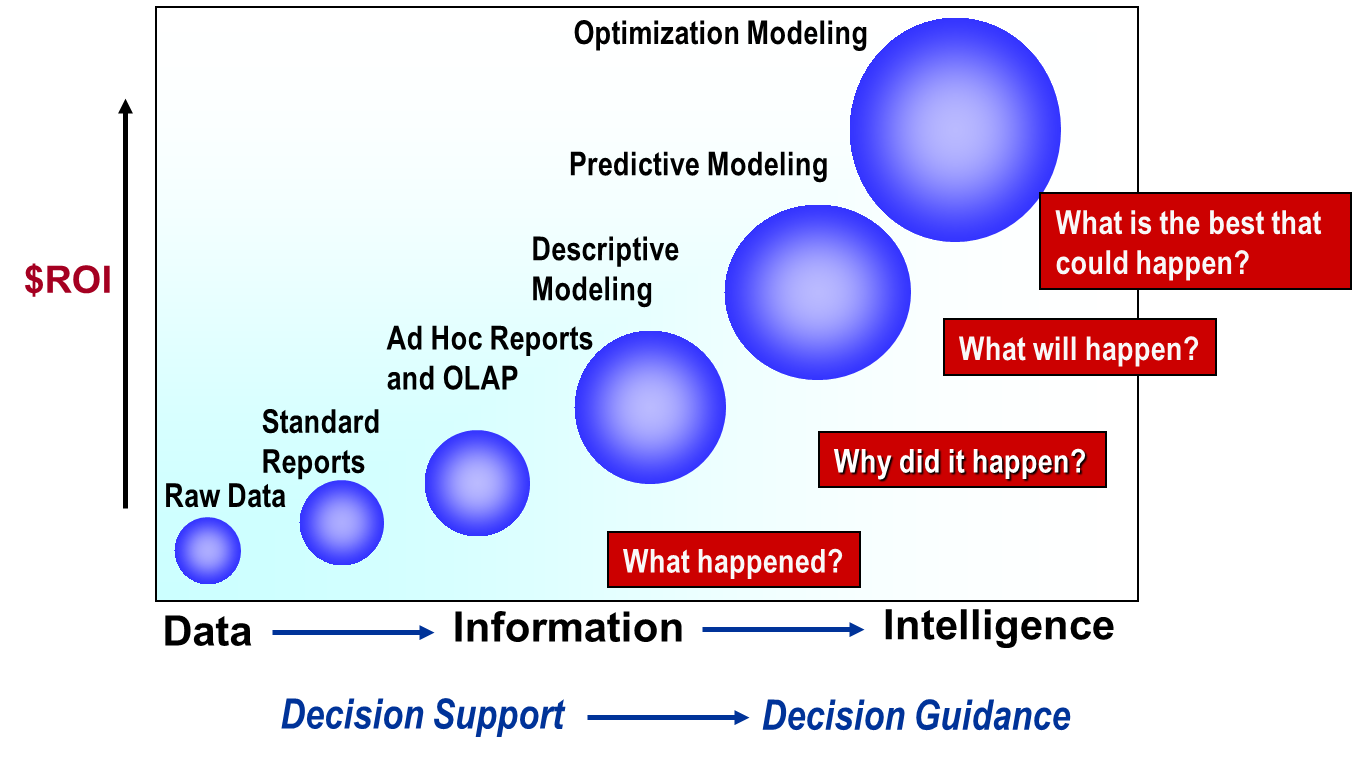 Optimization Modeling
Predictive Modeling
What is the best that
could happen?
Descriptive
Modeling
$ROI
What will happen?
Ad Hoc Reports
and OLAP
Standard
Reports
Why did it happen?
Raw Data
What happened?
Data
Information
Intelligence
Decision Support
Decision Guidance